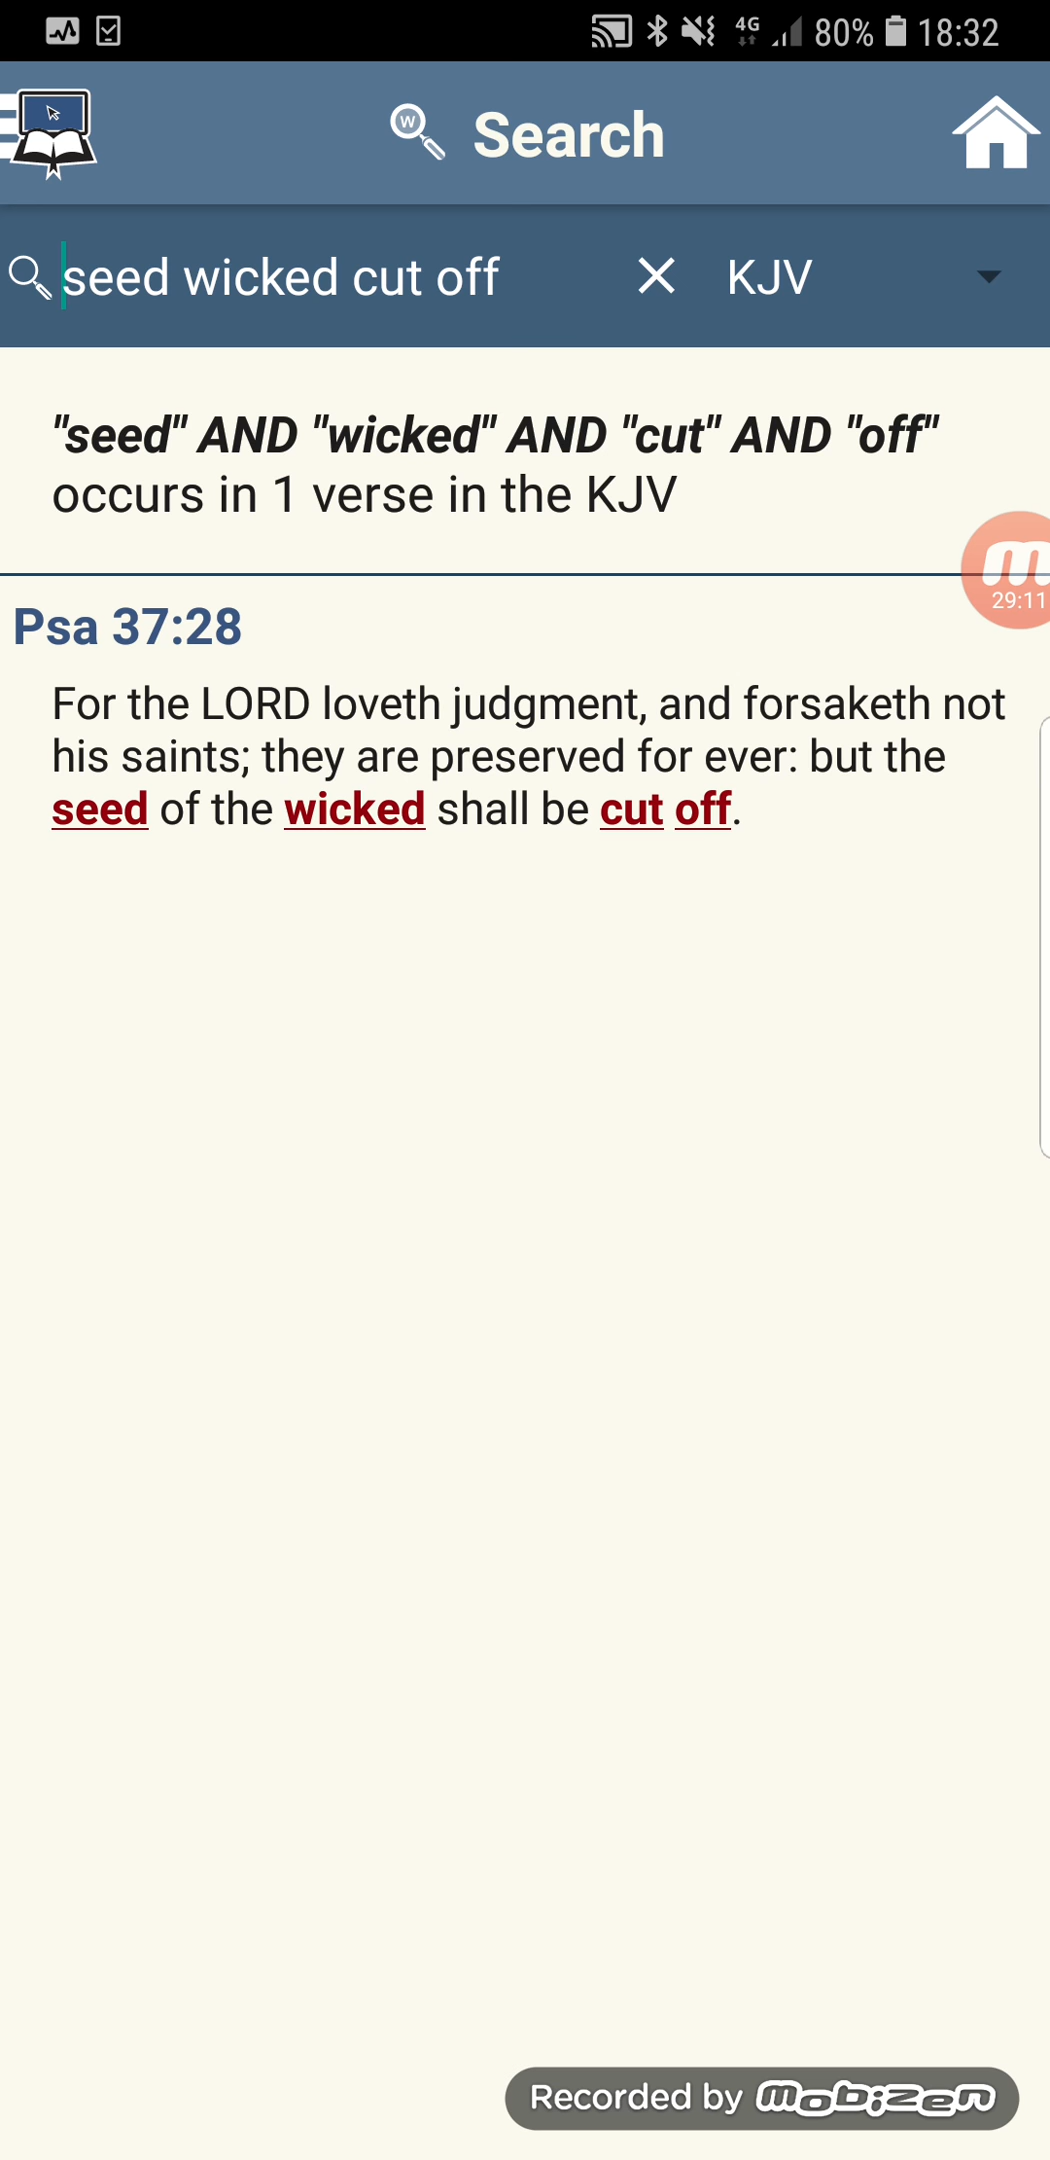 4G 80% 18:32
W Search
seed wicked cut off KJV
"seed" AND "wicked" AND "cut" AND "off"
occurs in 1 verse in the KJV
m
29:11
Psa 37:28
For the LORD loveth judgment, and forsaketh not
his saints; they are preserved for ever: but the
seed of the wicked shall be cut off.
Recorded by mobizen